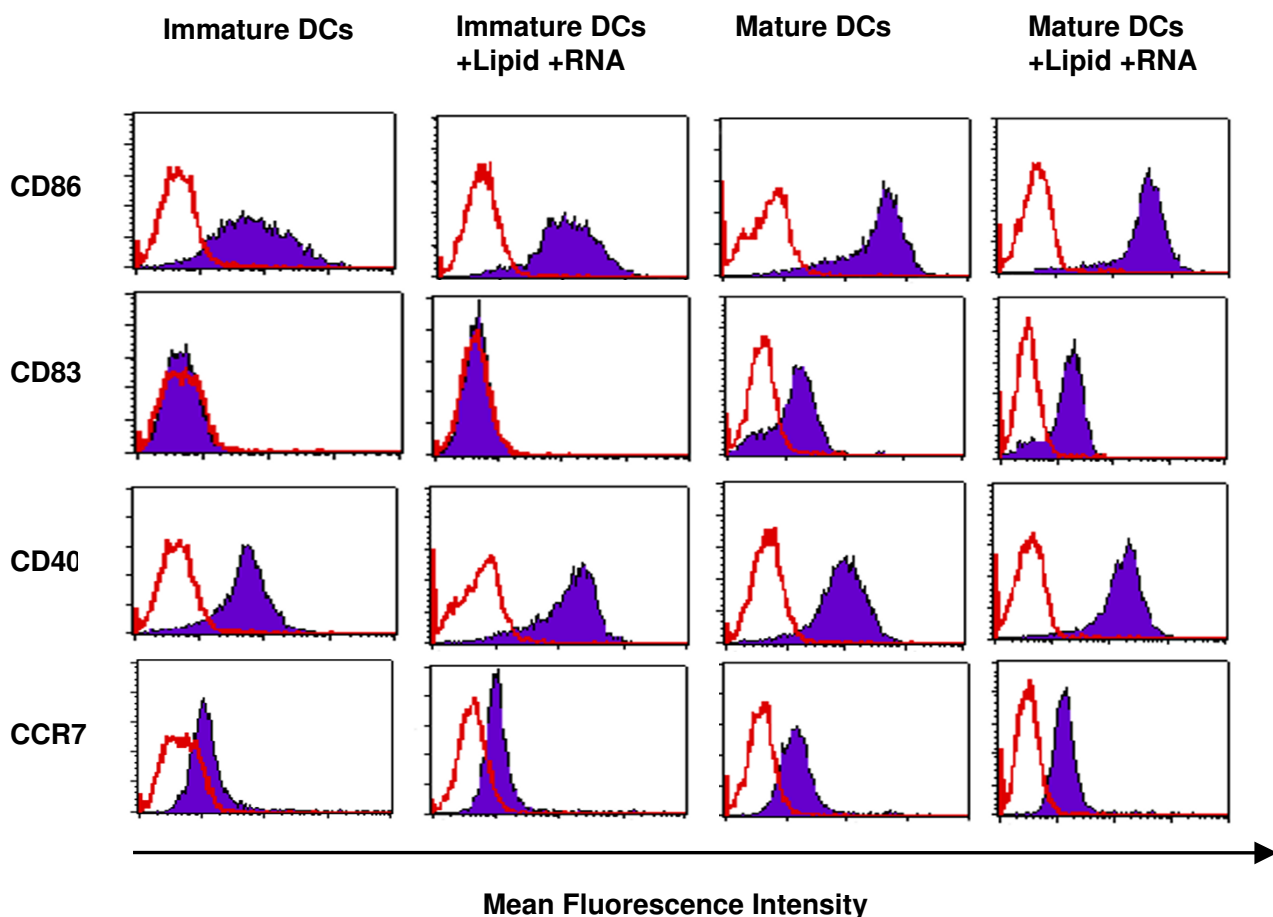 Immature DCs
Immature DCs
+Lipid +RNA
Mature DCs
Mature DCs
+Lipid +RNA
CD86
CD83
CD40
CCR7
Mean Fluorescence Intensity